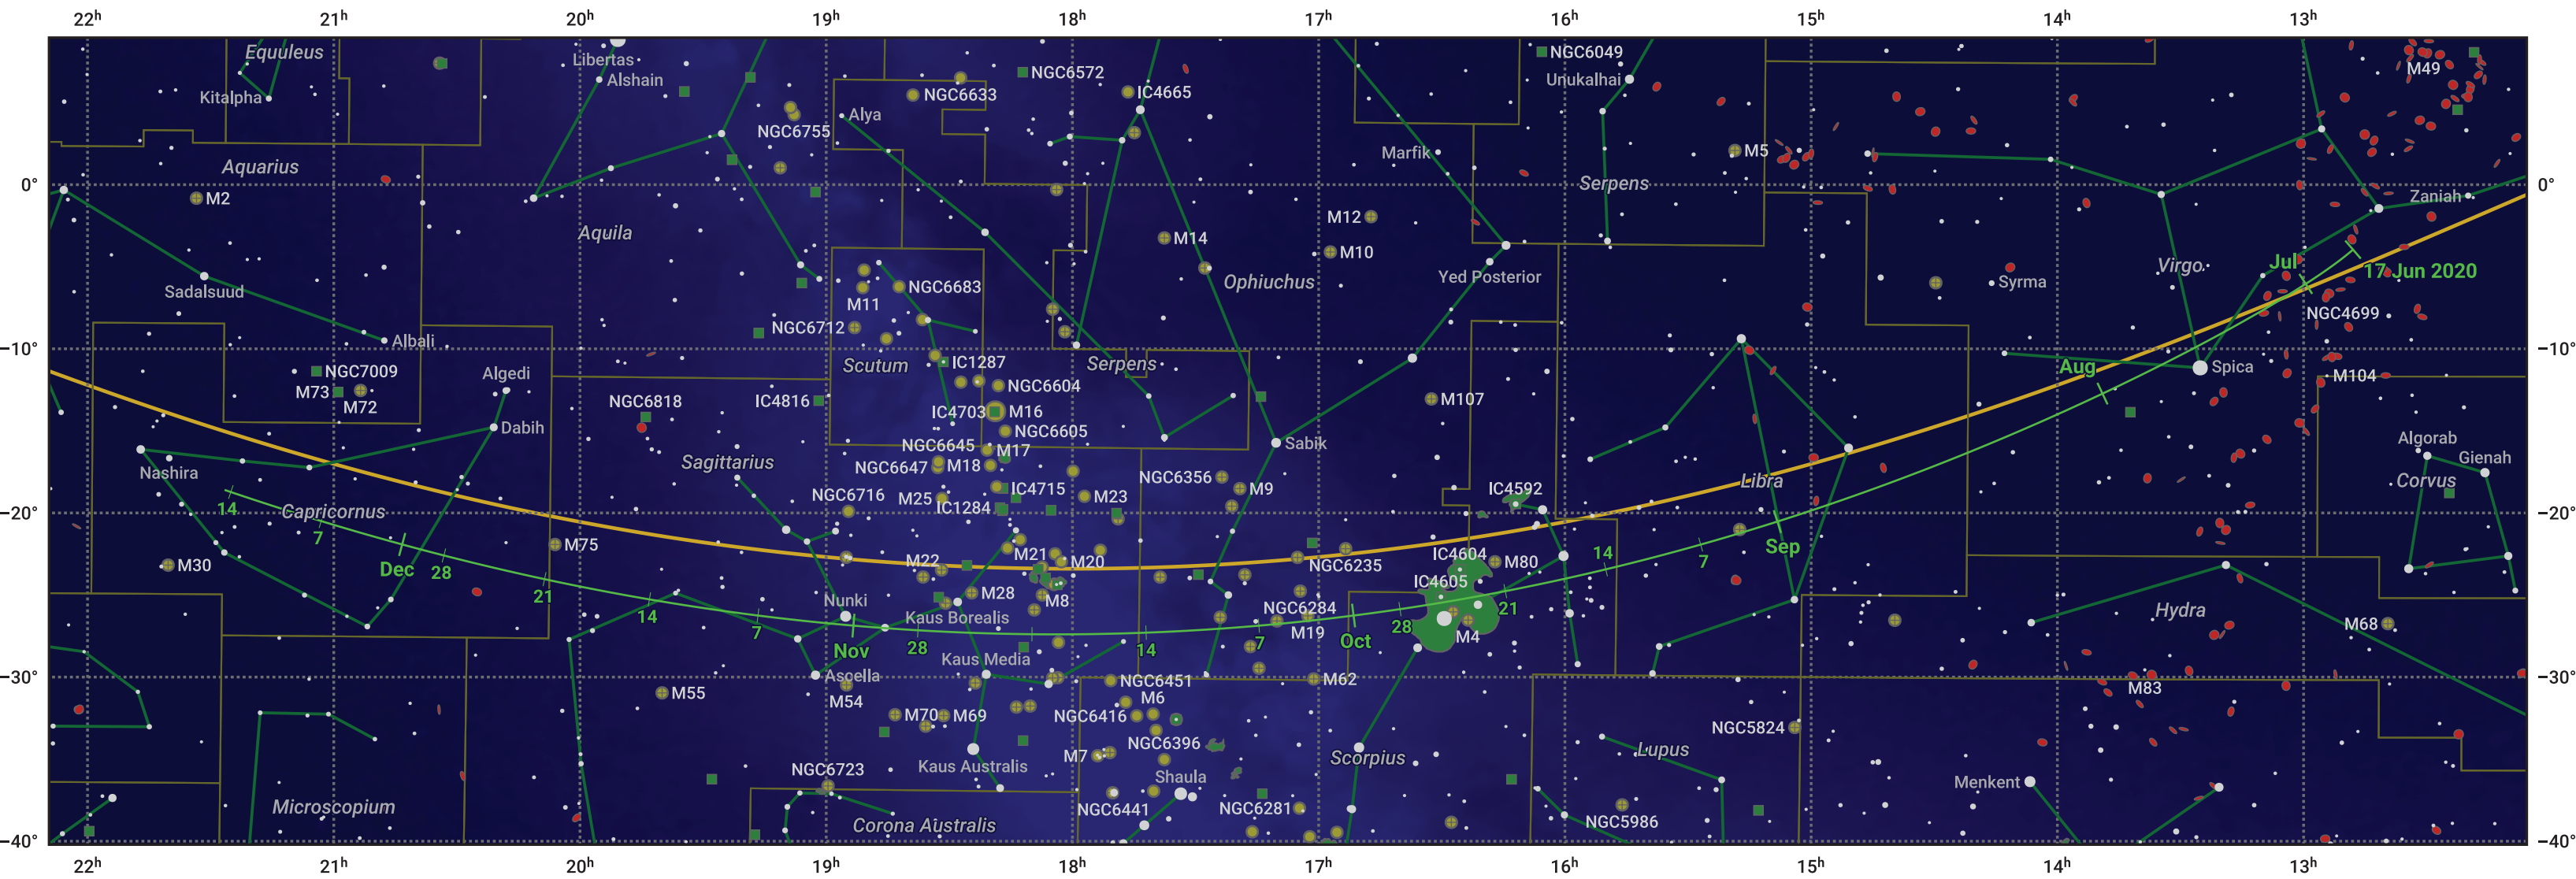 22h 21h 20h 19h 18h 17h 16h 15h 14h 13h
Equuleus
Libertas
NGC6049
M49
Alshain
NGC6572
Unukalhai
Kitalpha
NGC6633
IC4665
Alya
NGC6755
Marfik
M5
Aquarius
0°
Serpens
0°
M2
Zaniah
M12
Aquila
M14
M10
Ophiuchus
Yed Posterior
Virgo
Jul
17 Jun 2020
Sadalsuud
NGC6683
Syrma
M11
NGC4699
NGC6712
Albali
−10°
−10°
Scutum
IC1287
Serpens
Aug
Spica
NGC7009
Algedi
M104
M73
M72
NGC6604
NGC6818
IC4816
M107
IC4703
M16
Dabih
NGC6605
Algorab
Sabik
NGC6645
M17
Gienah
Nashira
Sagittarius
NGC6647
M18
NGC6356
M9
Libra
Corvus
NGC6716
M25
IC4715
M23
IC4592
14
Capricornus
IC1284
−20°
−20°
7
M75
Sep
M21
M20
IC4604
14
7
M30
Dec
28
M22
NGC6235
M80
21
IC4605
M28
M8
Nunki
Kaus Borealis
NGC6284
21
Hydra
14
7
M19
28
M4
M68
Nov
28
14
7
Oct
Kaus Media
−30°
Ascella
NGC6451
M62
−30°
M55
M54
M6
M83
M70
M69
NGC6416
NGC5824
NGC6396
M7
Lupus
Scorpius
Kaus Australis
NGC6723
Shaula
Menkent
Microscopium
NGC6441
NGC6281
Corona Australis
NGC5986
−40°
−40°
22h 21h 20h 19h 18h 17h 16h 15h 14h 13h